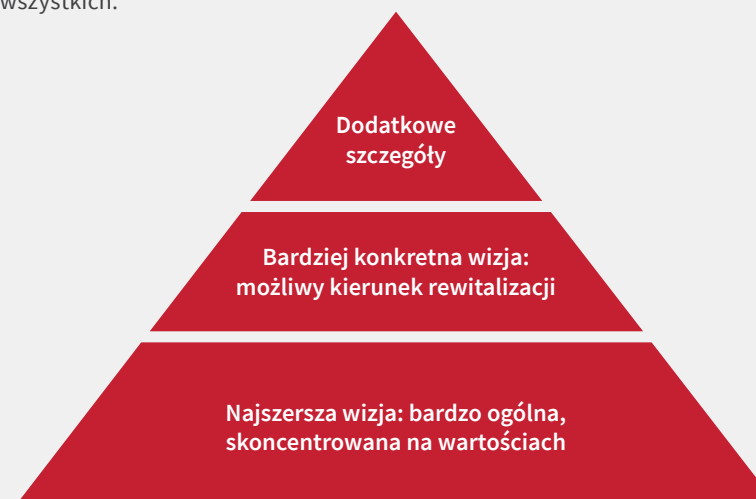 wszystkich.
Dodatkowe
szczegóły
Bardziej konkretna wizja:
możliwy kierunek rewitalizacji
Najszersza wizja: bardzo ogólna,
skoncentrowana na wartościach